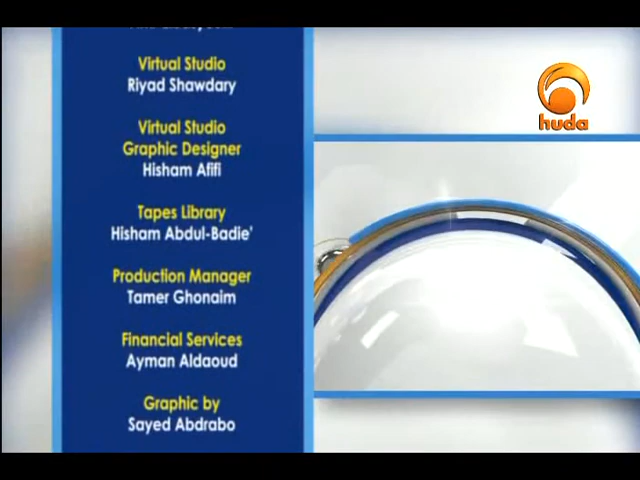 Virtual Studio
Riyad Shawdary
Virtual Studio
Graphic Designer
Hisham Afifi
Tapes Library
Hisham Abdul-Badie'
Production Manager
Tamer Ghonaim
Financial Services
Ayman Aldaoud
Graphic by
Sayed Abdrabo
huda